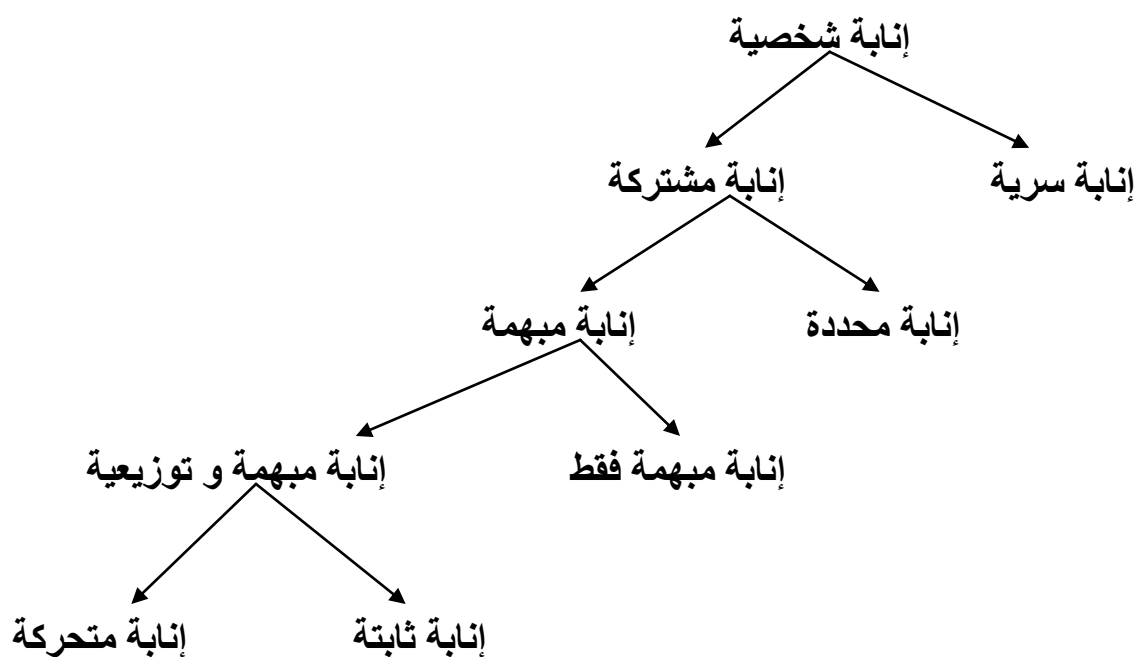 إنابة شخصية
إنابة سرية
إنابة مشتركة
إنابة محددة
إنابة مبهمة
إنابة مبهمة فقط
إنابة مبهمة و توزيعية
إنابة ثابتة
إنابة متحركة